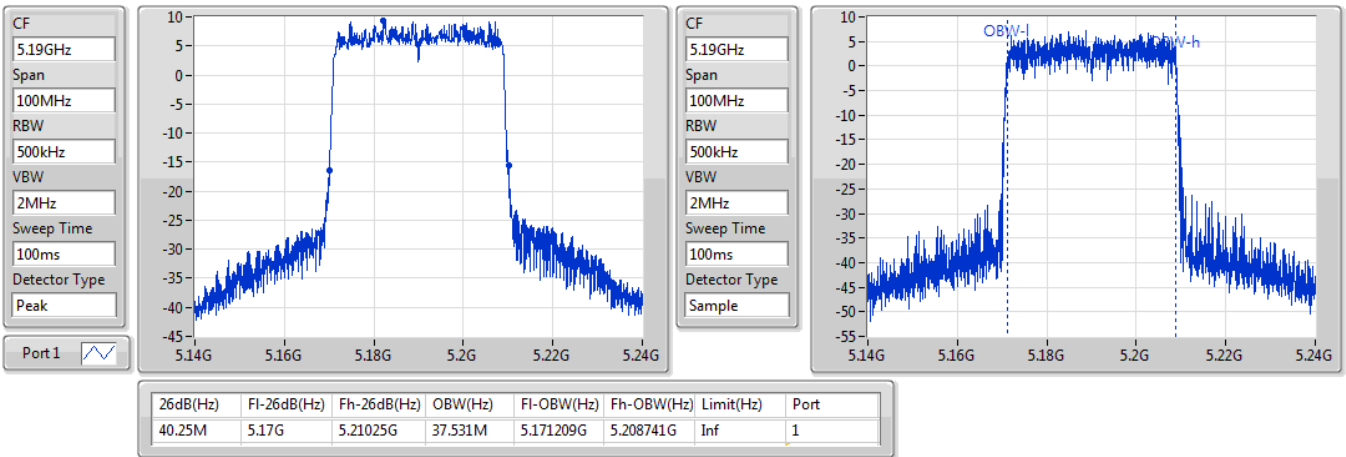 CF
5.19GHz
Span
100MHz
RBW
500kHz
VBW
2MHz
Sweep Time
100ms
Detector Type
Peak
Port 1
10
5
0
-5
-10
-15
-20
-25
-30
-35
-40
-45
5.14G 5.16G 5.18G 5.2G 5.22G 5.24G
CF
5.19GHz
Span
100MHz
RBW
500kHz
VBW
2MHz
Sweep Time
100ms
Detector Type
Sample
10
5
0
-5
-10
-15
-20
-25
-30
-35
-40
-45
-50
-55
OBW-l
OBW-h
5.14G 5.16G 5.18G 5.2G 5.22G 5.24G
26dB(Hz) Fl-26dB(Hz) Fh-26dB(Hz) OBW(Hz) Fl-OBW(Hz) Fh-OBW(Hz) Limit(Hz) Port
40.25M 5.17G 5.21025G 37.531M 5.171209G 5.208741G Inf 1